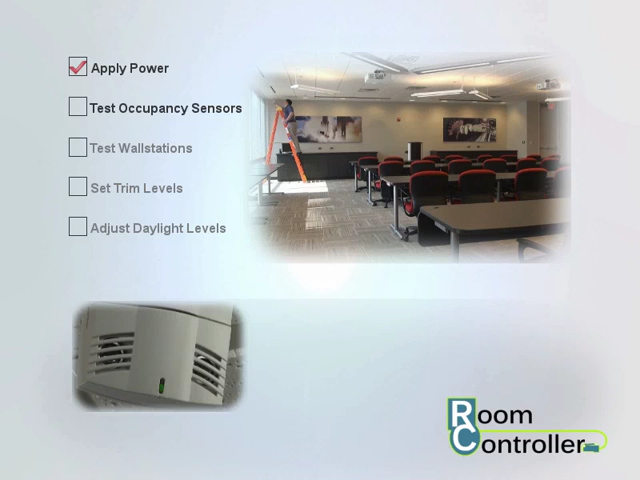 Apply Power
Test Occupancy Sensors
Test Wallstations
Set Trim Levels
Adjust Daylight Levels
Room
Controller